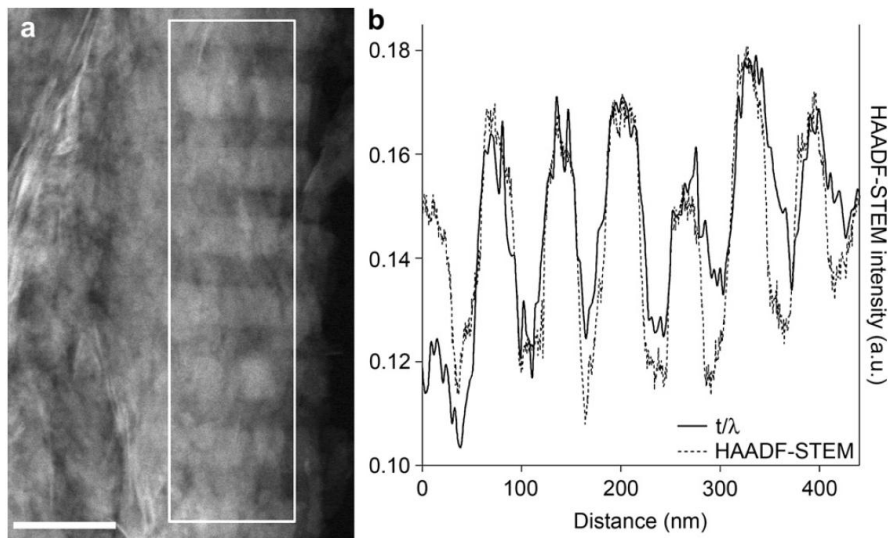 a
b
0.18
0.16
0.14
0.12
0.10
0
100
200
300
400
Distance (nm)
HAADF-STEM intensity (a.u.)
t/λ
HAADF-STEM